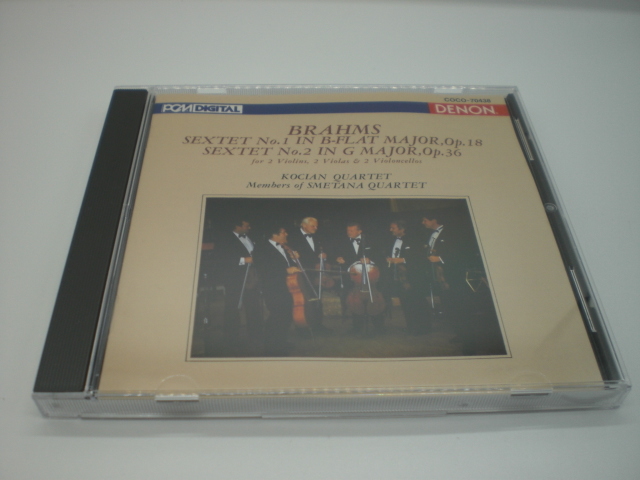 PCM DIGITAL
DENON
BRAHMS
SEXTET No.1 IN B-FLAT MAJOR,Op.18
SEXTET No.2 IN G MAJOR,Op.36
for 2 Violins, 2 Violas & 2 Violoncellos
KOCIAN QUARTET
Members of SMETANA QUARTET